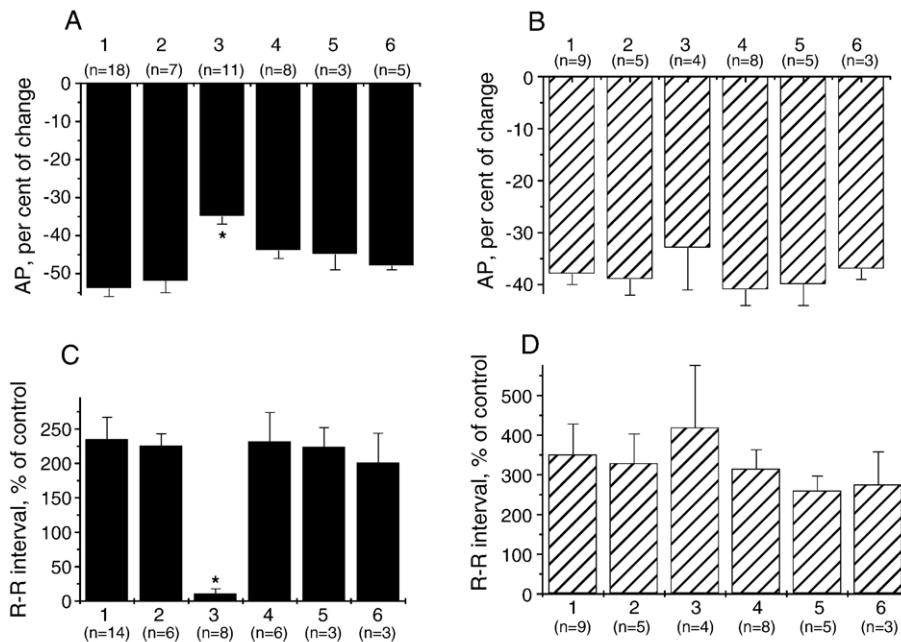 A
1 2 3 4 5 6
(n=18) (n=7) (n=11) (n=8) (n=3) (n=5)
0
-10
-20
-30
-40
-50
AP, per cent of change
*
B
1 2 3 4 5 6
(n=9) (n=5) (n=4) (n=8) (n=5) (n=3)
0
-10
-20
-30
-40
AP, per cent of change
C
250
200
150
100
50
0
R-R interval, % of control
*
1 2 3 4 5 6
(n=14) (n=6) (n=8) (n=6) (n=3) (n=3)
D
500
400
300
200
100
0
R-R interval, % of control
1 2 3 4 5 6
(n=9) (n=5) (n=4) (n=8) (n=5) (n=3)